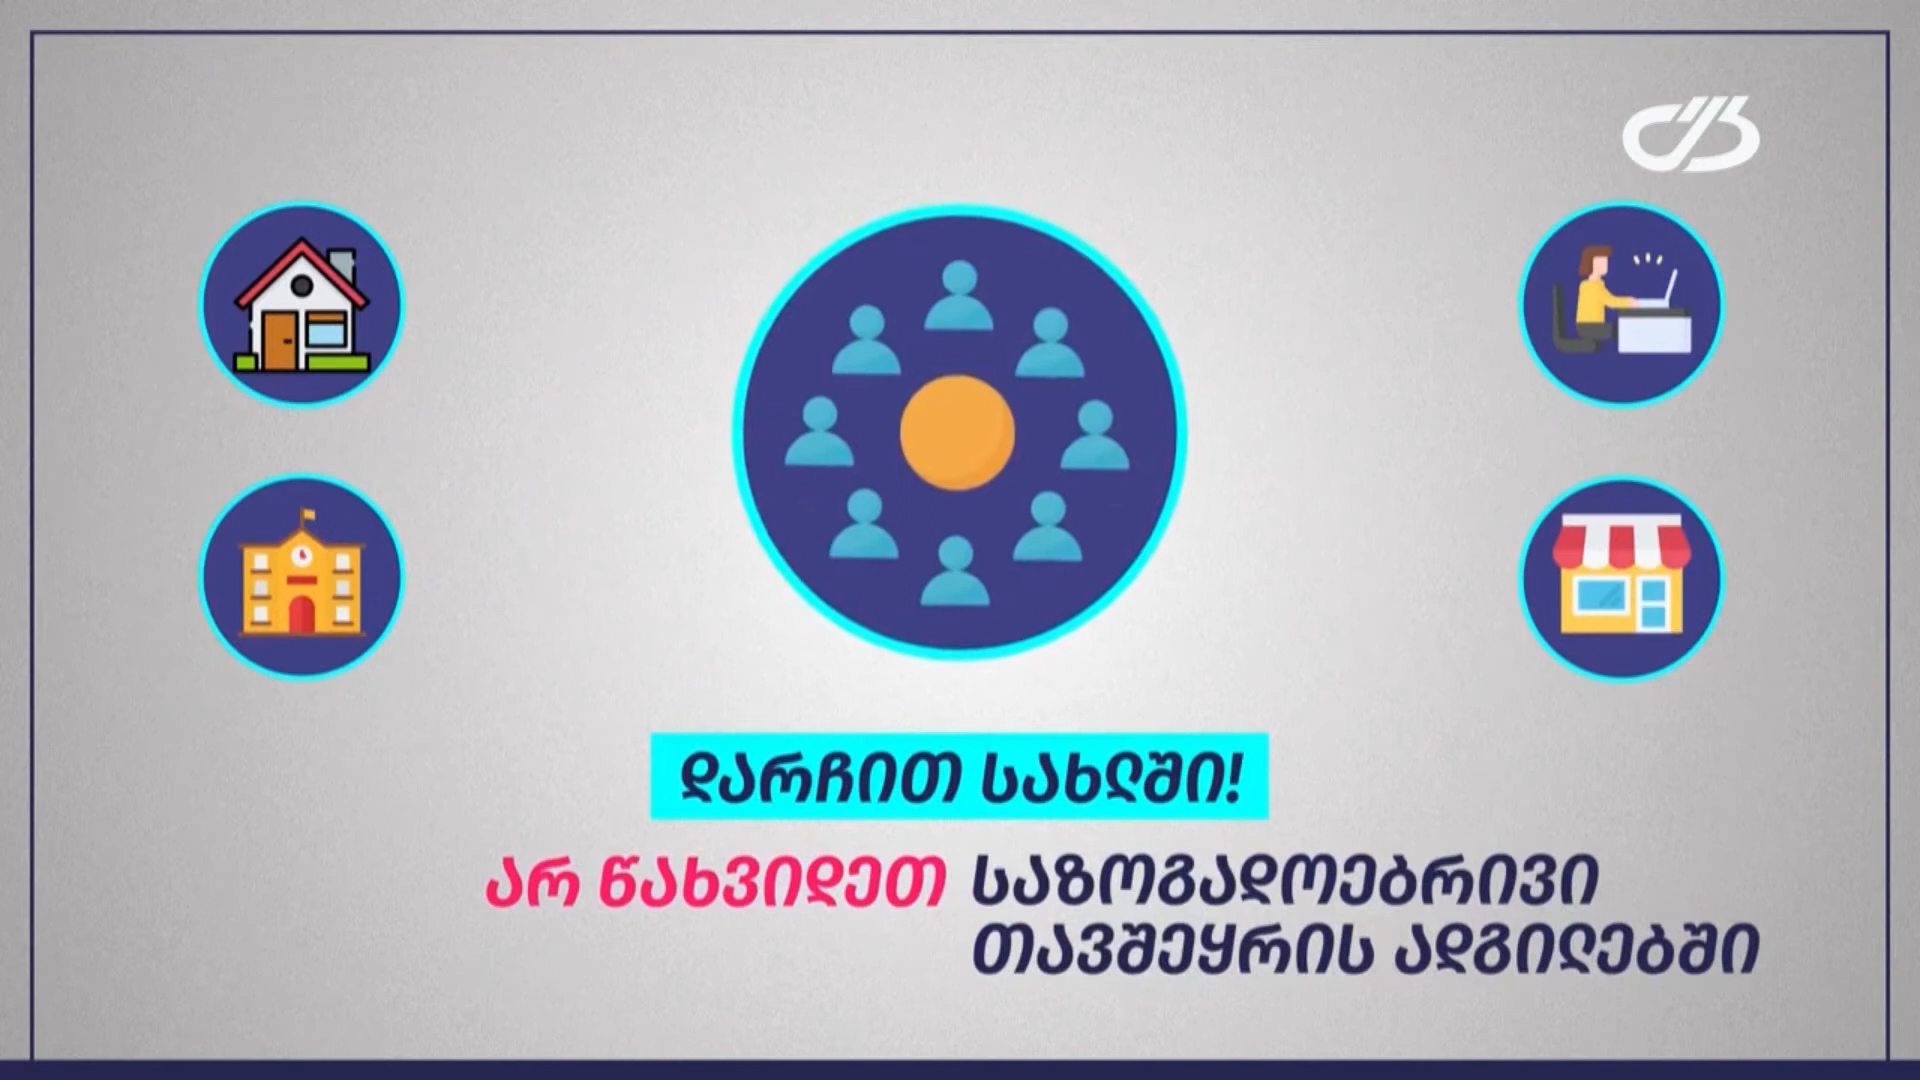 დარჩით სახლში!
არ წახვიდეთ საზოგადოებრივი
თავშეყრის ადგილებში